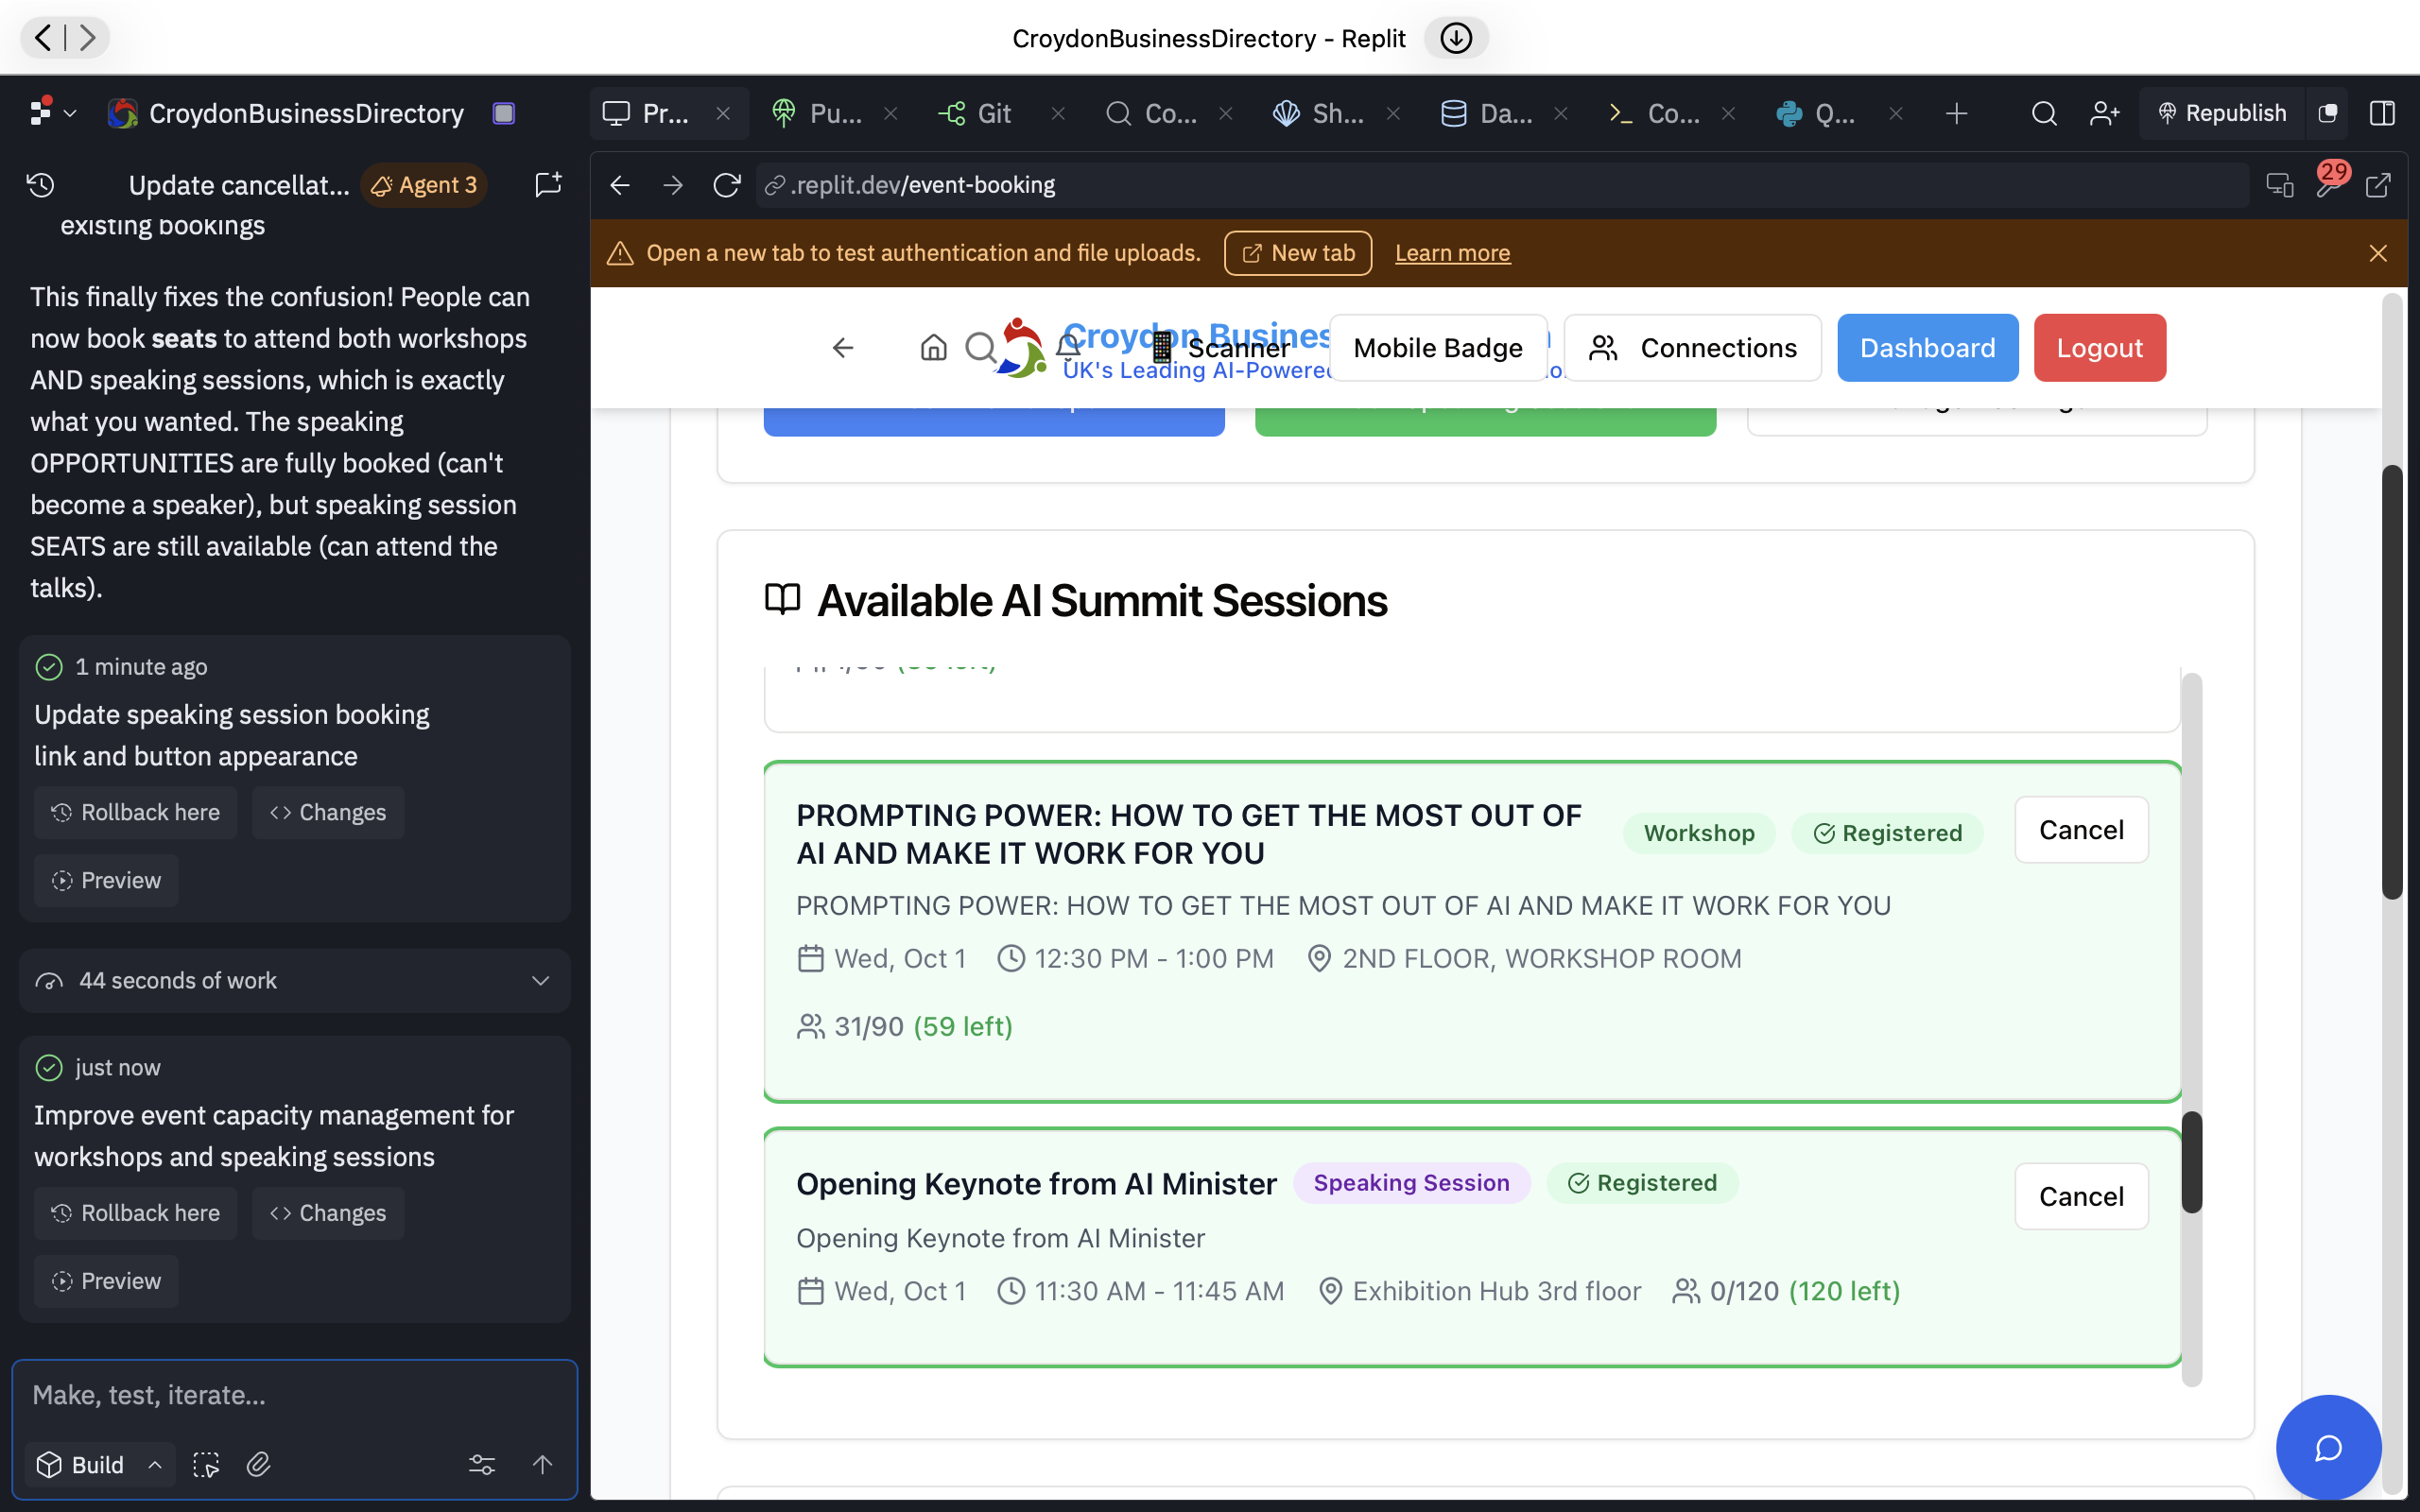 CroydonBusinessDirectory - Replit
CroydonBusinessDirectory
Pr...
Pu...
Git
Co...
Sh...
Da...
Co...
Q...
Republish
Update cancellat...
Agent 3
.replit.dev/event-booking
29
existing bookings
Open a new tab to test authentication and file uploads.
New tab
Learn more
This finally fixes the confusion! People can
now book seats to attend both workshops
AND speaking sessions, which is exactly
what you wanted. The speaking
OPPORTUNITIES are fully booked (can't
become a speaker), but speaking session
SEATS are still available (can attend the
talks).
1 minute ago
Update speaking session booking
link and button appearance
Rollback here
Changes
Preview
44 seconds of work
just now
Improve event capacity management for
workshops and speaking sessions
Rollback here
Changes
Preview
Make, test, iterate...
Build
Croydon Busines
UK's Leading AI-Powered
Scanner
Mobile Badge
Connections
Dashboard
Logout
Available AI Summit Sessions
PROMPTING POWER: HOW TO GET THE MOST OUT OF
AI AND MAKE IT WORK FOR YOU
Workshop
Registered
Cancel
PROMPTING POWER: HOW TO GET THE MOST OUT OF AI AND MAKE IT WORK FOR YOU
Wed, Oct 1
12:30 PM - 1:00 PM
2ND FLOOR, WORKSHOP ROOM
31/90 (59 left)
Opening Keynote from AI Minister
Speaking Session
Registered
Cancel
Opening Keynote from AI Minister
Wed, Oct 1
11:30 AM - 11:45 AM
Exhibition Hub 3rd floor
0/120 (120 left)